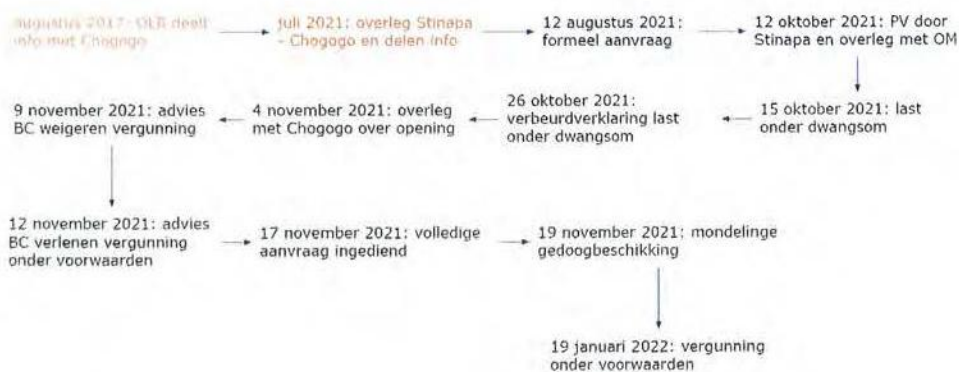 augustus 2017: OLB deelt
info met Chogogo
juli 2021: overleg Stinapa
- Chogogo en delen info
12 augustus 2021:
formeel aanvraag
12 oktober 2021: PV door
Stinapa en overleg met OM
15 oktober 2021: last
onder dwangsom
26 oktober 2021:
verbeurdverklaring last
onder dwangsom
4 november 2021: overleg
met Chogogo over opening
9 november 2021: advies
BC weigeren vergunning
12 november 2021: advies
BC verlenen vergunning
onder voorwaarden
17 november 2021: volledige
aanvraag ingediend
19 november 2021: mondelinge
gedoogbeschikking
19 januari 2022: vergunning
onder voorwaarden